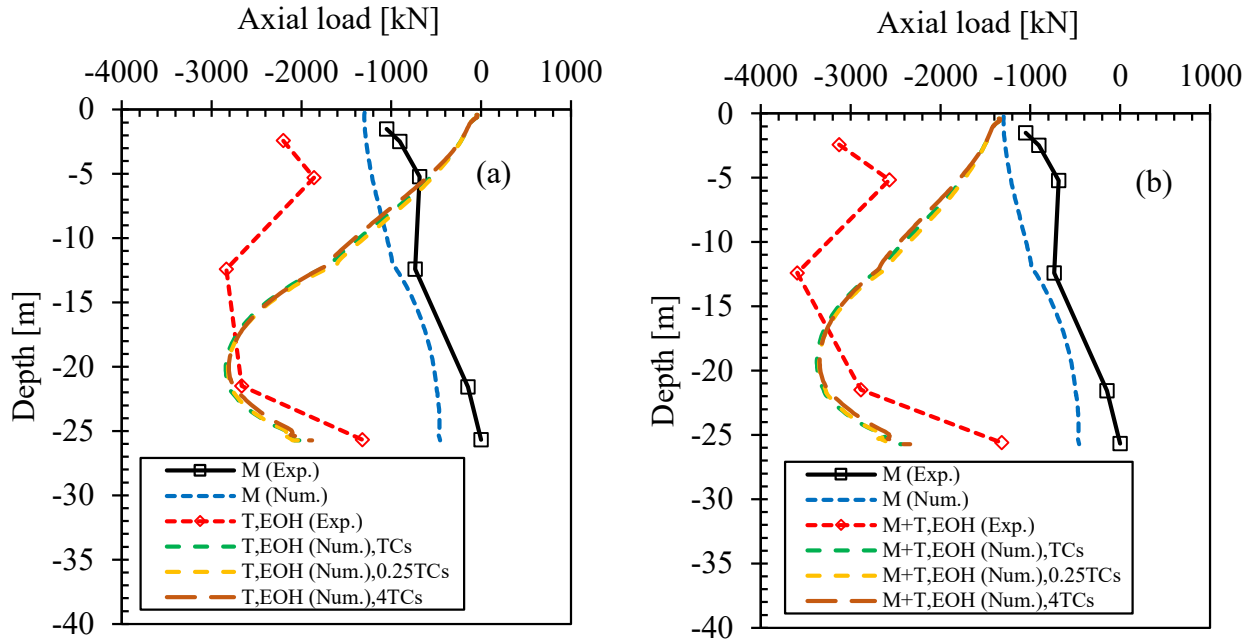 Axial load [kN]
-4000 -3000 -2000 -1000 0 1000
0
-5
-10
-15
-20
-25
-30
-35
-40
Depth [m]
(a)
M (Exp.)
M (Num.)
T,EOH (Exp.)
T,EOH (Num.),TCs
T,EOH (Num.),0.25TCs
T,EOH (Num.),4TCs
Axial load [kN]
-4000 -3000 -2000 -1000 0 1000
0
-5
-10
-15
-20
-25
-30
-35
-40
Depth [m]
(b)
M (Exp.)
M (Num.)
M+T,EOH (Exp.)
M+T,EOH (Num.),TCs
M+T,EOH (Num.),0.25TCs
M+T,EOH (Num.),4TCs